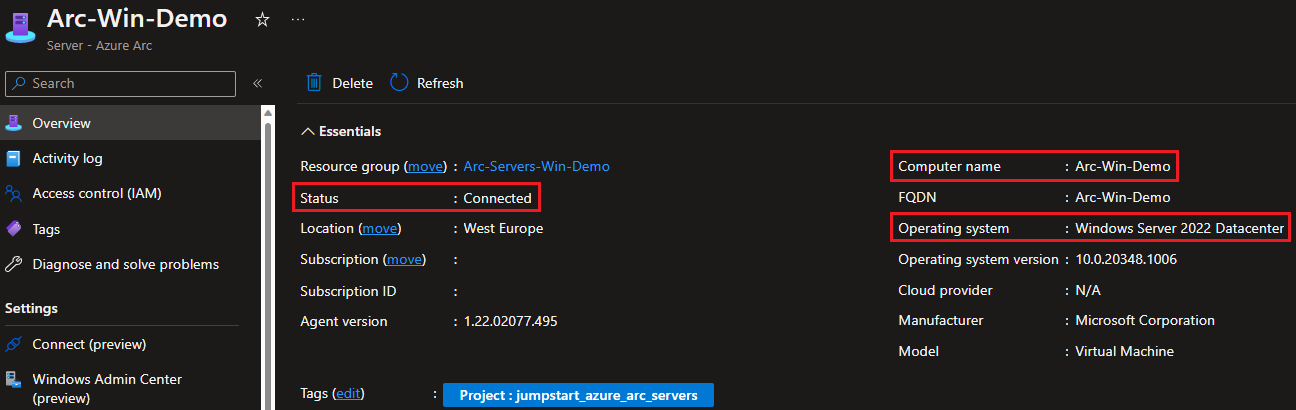 Arc-Win-Demo
Server - Azure Arc
Search
Overview
Activity log
Access control (IAM)
Tags
Diagnose and solve problems
Settings
Connect (preview)
Windows Admin Center
(preview)
Delete Refresh
Essentials
Resource group (move) : Arc-Servers-Win-Demo
Status : Connected
Location (move) : West Europe
Subscription (move) :
Subscription ID :
Agent version : 1.22.02077.495
Computer name : Arc-Win-Demo
FQDN : Arc-Win-Demo
Operating system : Windows Server 2022 Datacenter
Operating system version : 10.0.20348.1006
Cloud provider : N/A
Manufacturer : Microsoft Corporation
Model : Virtual Machine
Tags (edit) : Project : jumpstart_azure_arc_servers